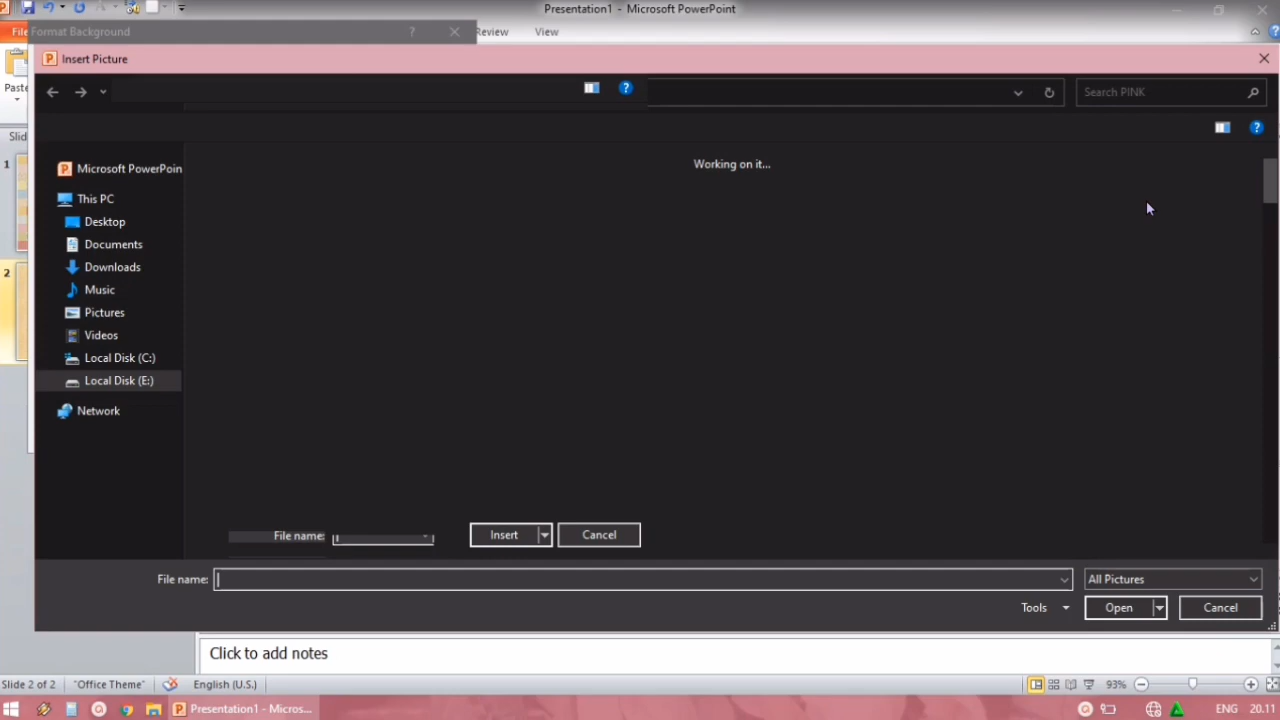 Presentation1 - Microsoft PowerPoint
File
Format Background
?
Review
View
Paste
Insert Picture
Search PINK
Slid
Microsoft PowerPoin
Working on it...
1
This PC
Desktop
Documents
Downloads
2
Music
Pictures
Videos
Local Disk (C:)
Local Disk (E:)
Network
File name:
Insert
Cancel
File name:
All Pictures
Tools
Open
Cancel
Click to add notes
Slide 2 of 2
"Office Theme"
English (U.S.)
93%
Presentation1 - Micros...
ENG
20.11